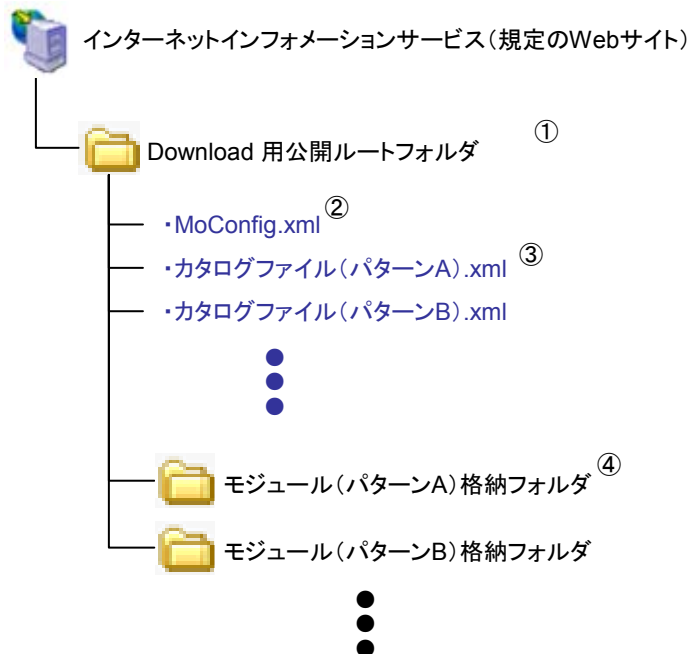 インターネットインフォメーションサービス（規定のWebサイト）
Download 用公開ルートフォルダ ①
・MoConfig.xml ②
・カタログファイル（パターンA）.xml ③
・カタログファイル（パターンB）.xml
●
●
●
モジュール（パターンA）格納フォルダ ④
モジュール（パターンB）格納フォルダ
●
●
●